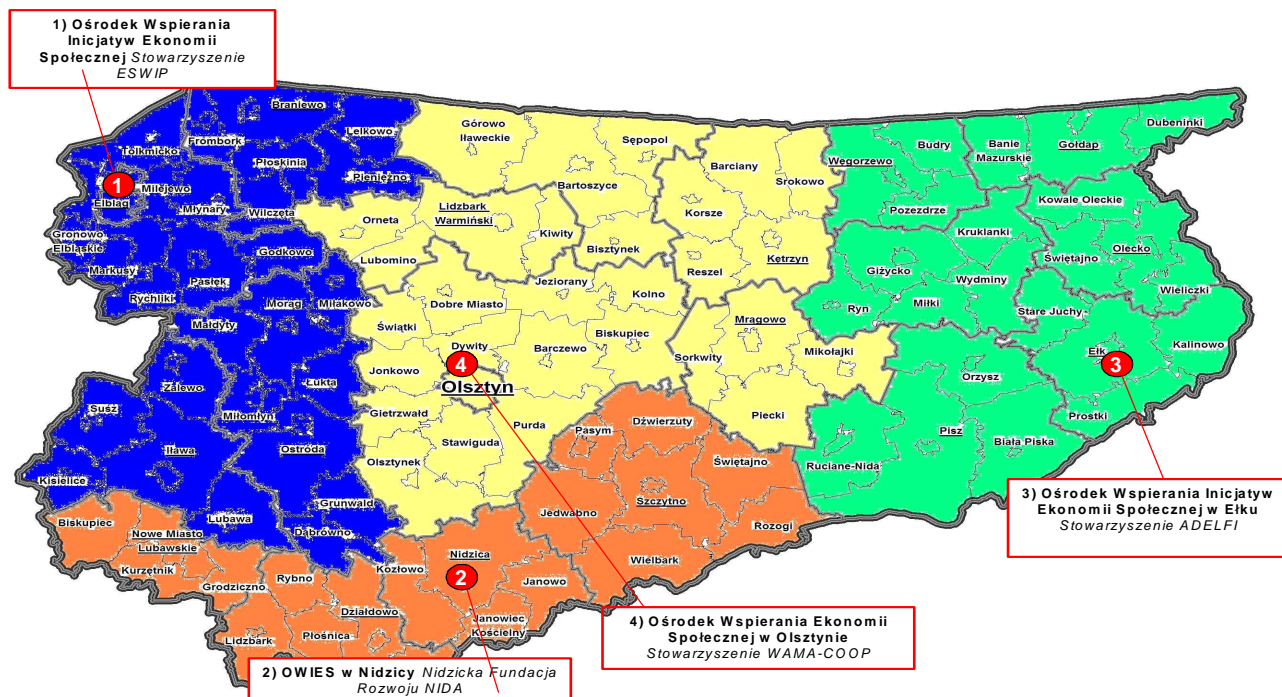 1) Ośrodek Wspierania
Inicjatyw Ekonomii
Społecznej Stowarzyszenie
ESWIP
Braniewo
Lelkowo
Frombork
Tolkmicko
Płoskinia
Pieniężno
1
Milejewo
Elbląg
Młynary
Wilczęta
Gronowo
Elbląskie
Godkowo
Markusy
Pasłęk
Rychliki
Morąg
Miłakowo
Małdyty
Zalewo
Łukta
Susz
Miłomłyn
Iława
Ostróda
Kisielice
Grunwald
Lubawa
Dąbrówno
Górowo
Iławeckie
Sępopol
Bartoszyce
Barciany
Srokowo
Korsze
Orneta
Lidzbark
Warmiński
Kiwity
Bisztynek
Kętrzyn
Reszel
Lubomino
Jeziorany
Kolno
Dobre Miasto
Świątki
Dywity
Barczewo
Biskupiec
Mrągowo
Sorkwity
Mikołajki
Jonkowo
4
Olsztyn
Gietrzwałd
Purda
Piecki
Stawiguda
Olsztynek
Węgorzewo
Budry
Banie
Mazurskie
Gołdap
Dubeninki
Pozezdrze
Kowale Oleckie
Kruklanki
Olecko
Świętajno
Giżycko
Wydminy
Wieliczki
Ryn
Miłki
Stare Juchy
Kalinowo
Ełk
3
Orzysz
Prostki
Pisz
Biała Piska
Ruciane-Nida
Dźwierzuty
Pasym
Świętajno
Szczytno
Jedwabno
Rozogi
Wielbark
Biskupiec
Nowe Miasto
Lubawskie
Kurzętnik
Grodziczno
Rybno
Kozłowo
Nidzica
2
Janowo
Działdowo
Janowiec
Kościelny
Lidzbark
Płośnica
3) Ośrodek Wspierania Inicjatyw
Ekonomii Społecznej w Ełku
Stowarzyszenie ADELFI
4) Ośrodek Wspierania Ekonomii
Społecznej w Olsztynie
Stowarzyszenie WAMA-COOP
2) OWIES w Nidzicy Nidzicka Fundacja
Rozwoju NIDA